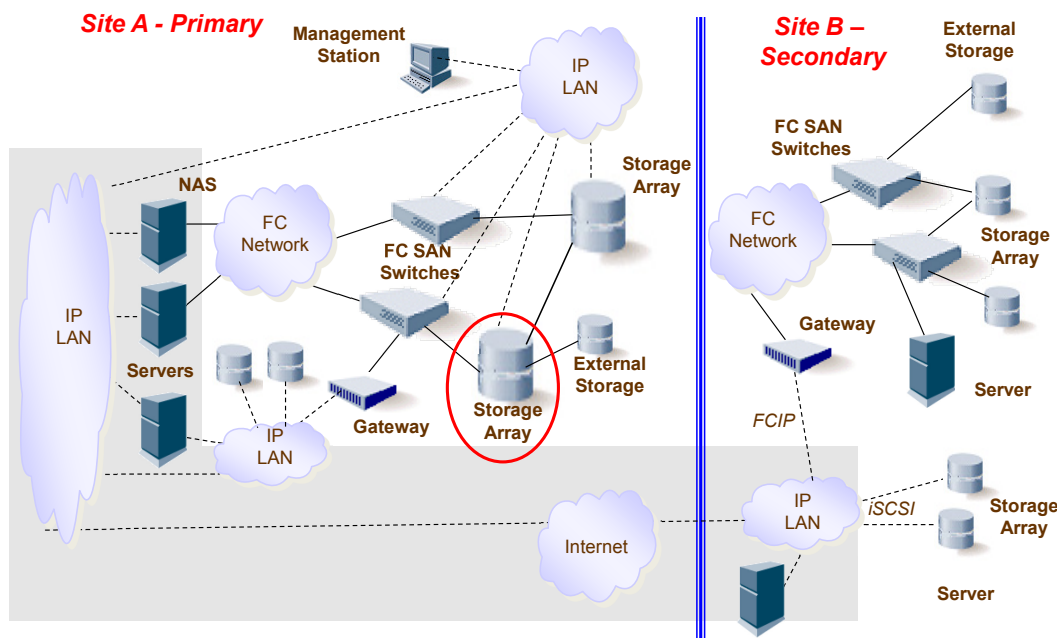 Site A - Primary
Management
Station
IP
LAN
Storage
Array
NAS
FC
Network
FC SAN
Switches
IP
LAN
Servers
External
Storage
Storage
Array
Gateway
IP
LAN
Internet
Site B –
Secondary
External
Storage
FC SAN
Switches
FC
Network
Storage
Array
Gateway
Server
FCIP
IP
LAN
iSCSI
Storage
Array
Server